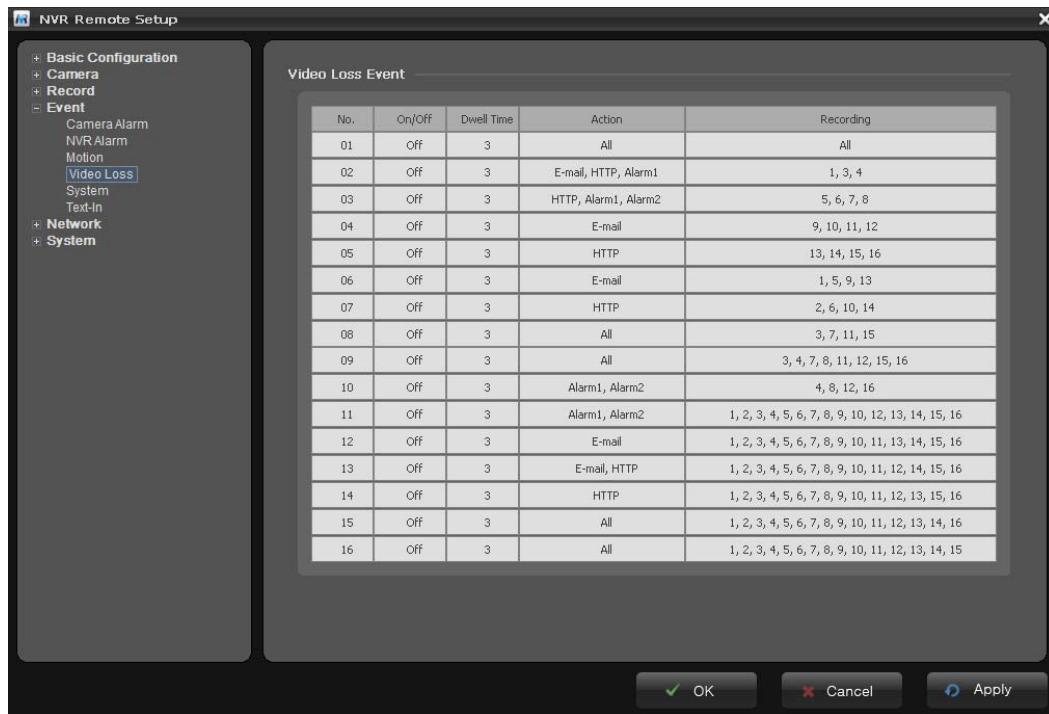 NVR Remote Setup
Basic Configuration
Camera
Record
Event
Camera Alarm
NVR Alarm
Motion
Video Loss
System
Text-In
Network
System
Video Loss Event
No. On/Off Dwell Time Action Recording
01 Off 3 All All
02 Off 3 E-mail, HTTP, Alarm1 1, 3, 4
03 Off 3 HTTP, Alarm1, Alarm2 5, 6, 7, 8
04 Off 3 E-mail 9, 10, 11, 12
05 Off 3 HTTP 13, 14, 15, 16
06 Off 3 E-mail 1, 5, 9, 13
07 Off 3 HTTP 2, 6, 10, 14
08 Off 3 All 3, 7, 11, 15
09 Off 3 All 3, 4, 7, 8, 11, 12, 15, 16
10 Off 3 Alarm1, Alarm2 4, 8, 12, 16
11 Off 3 Alarm1, Alarm2 1, 2, 3, 4, 5, 6, 7, 8, 9, 10, 12, 13, 14, 15, 16
12 Off 3 E-mail 1, 2, 3, 4, 5, 6, 7, 8, 9, 10, 11, 13, 14, 15, 16
13 Off 3 E-mail, HTTP 1, 2, 3, 4, 5, 6, 7, 8, 9, 10, 11, 12, 14, 15, 16
14 Off 3 HTTP 1, 2, 3, 4, 5, 6, 7, 8, 9, 10, 11, 12, 13, 15, 16
15 Off 3 All 1, 2, 3, 4, 5, 6, 7, 8, 9, 10, 11, 12, 13, 14, 16
16 Off 3 All 1, 2, 3, 4, 5, 6, 7, 8, 9, 10, 11, 12, 13, 14, 15
OK Cancel Apply